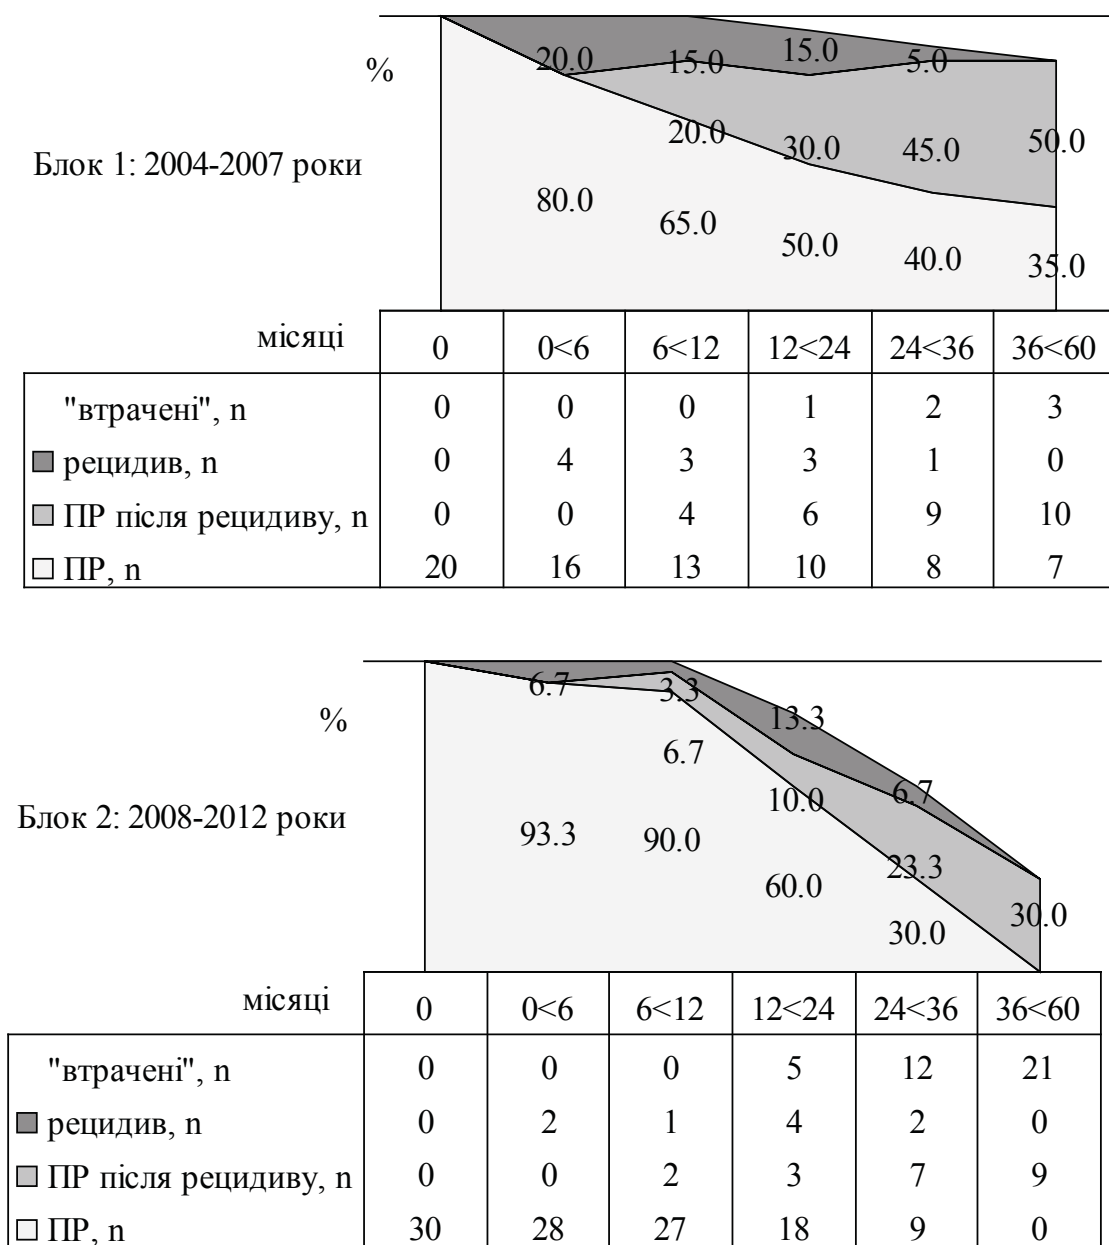 20.0 15.0 15.0 5.0
%
20.0 30.0 45.0 50.0
Блок 1: 2004-2007 роки
80.0 65.0 50.0 40.0 35.0
місяці 0 0<6 6<12 12<24 24<36 36<60
"втрачені", n 0 0 0 1 2 3
рецидив, n 0 4 3 3 1 0
ПР після рецидиву, n 0 0 4 6 9 10
ПР, n 20 16 13 10 8 7
6.7 3.3 13.3 6.7
%
6.7 10.0 23.3 30.0
Блок 2: 2008-2012 роки
93.3 90.0 60.0 30.0
місяці 0 0<6 6<12 12<24 24<36 36<60
"втрачені", n 0 0 0 5 12 21
рецидив, n 0 2 1 4 2 0
ПР після рецидиву, n 0 0 2 3 7 9
ПР, n 30 28 27 18 9 0